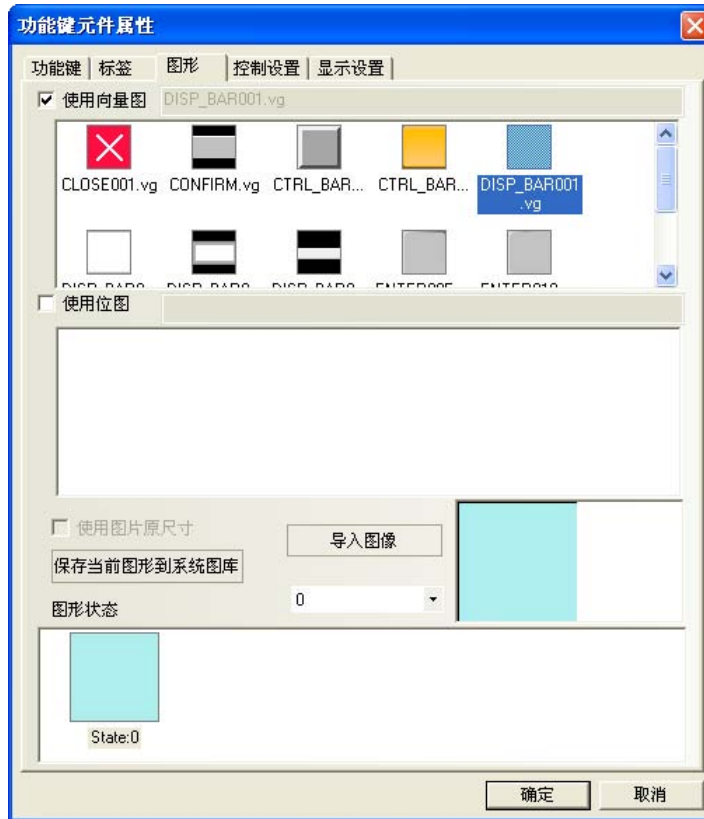 功能键元件属性
功能键 标签 图形 控制设置 显示设置
使用向量图 DISP_BAR001.vg
CLOSE001.vg CONFIRM.vg CTRL_BAR... CTRL_BAR... DISP_BAR001
.vg
使用位图
使用图片原尺寸
导入图像
保存当前图形到系统图库
0
图形状态
State:0
确定 取消